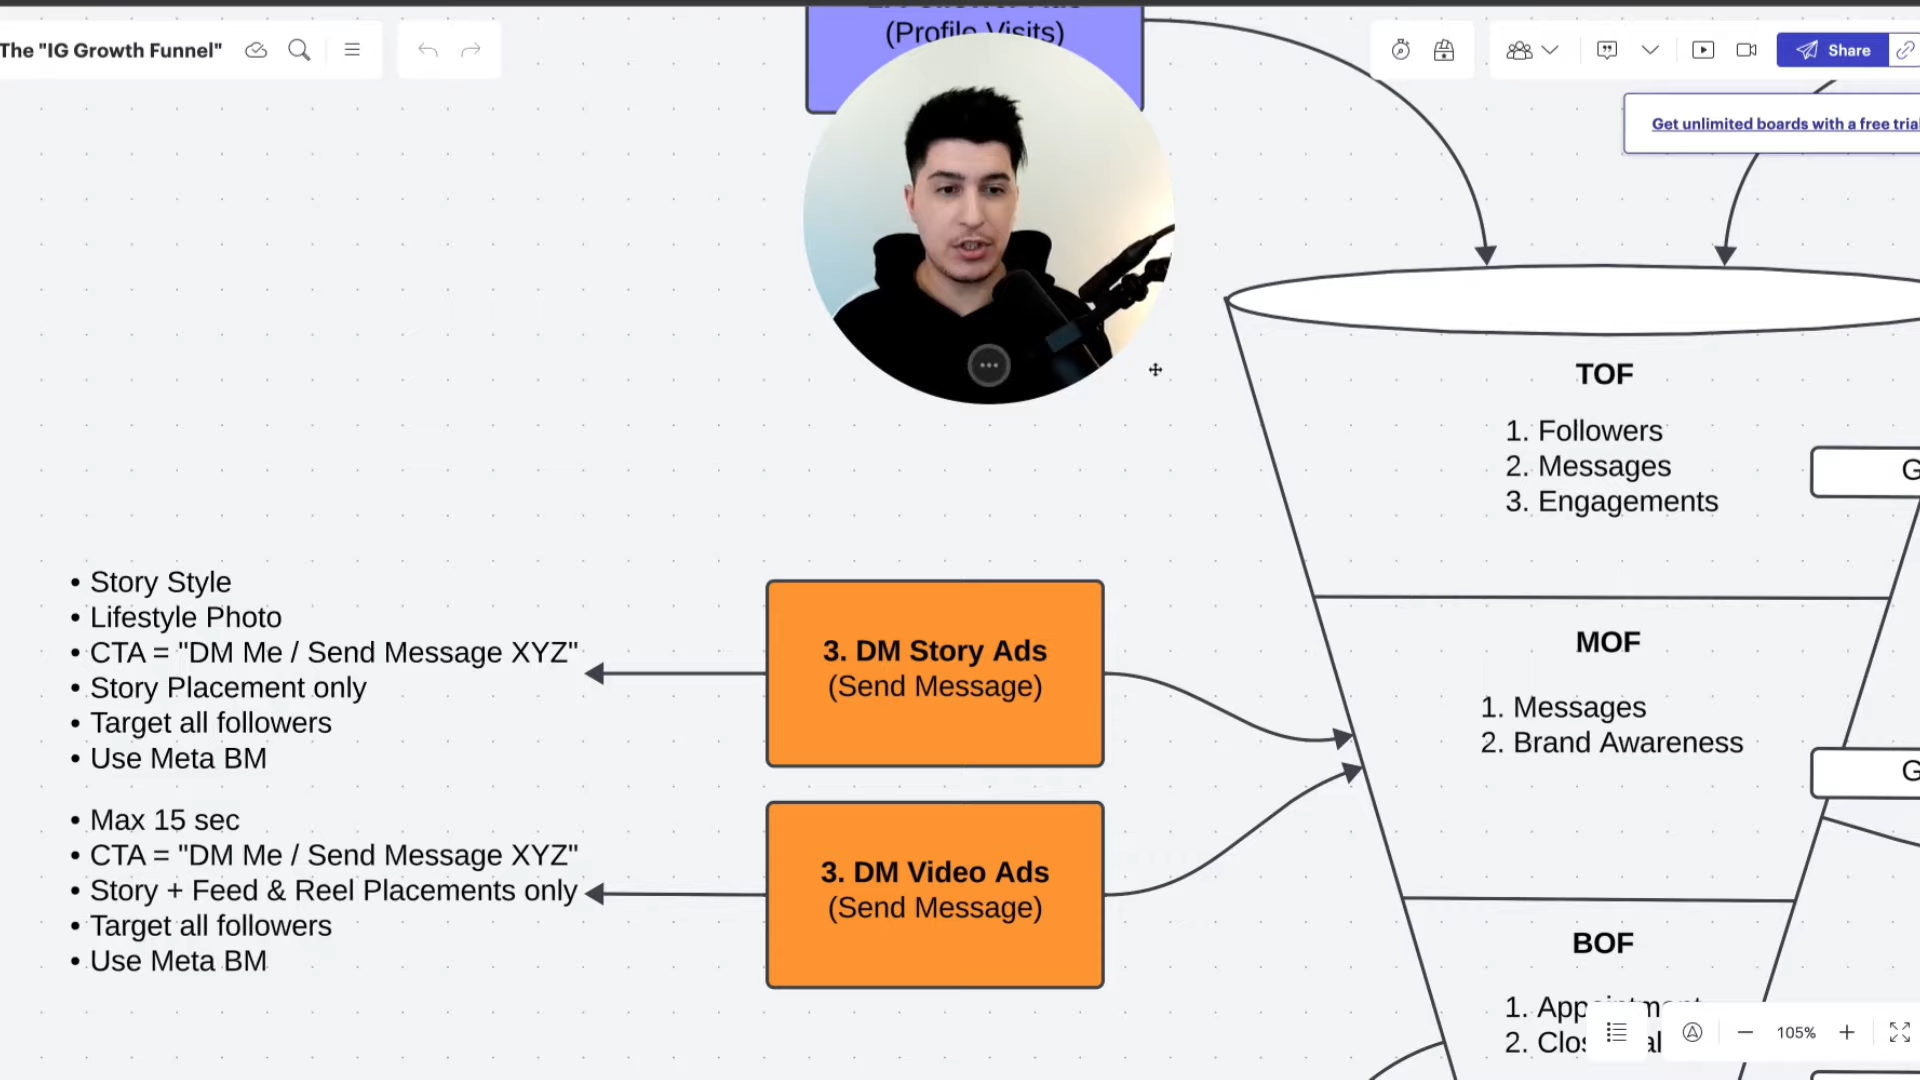 (Profile Visits)
The "IG Growth Funnel"
Share
Get unlimited boards with a free trial
TOF
1. Followers
2. Messages
3. Engagements
G
• Story Style
• Lifestyle Photo
• CTA = "DM Me / Send Message XYZ"
• Story Placement only
• Target all followers
• Use Meta BM
3. DM Story Ads
(Send Message)
MOF
1. Messages
2. Brand Awareness
G
• Max 15 sec
• CTA = "DM Me / Send Message XYZ"
• Story + Feed & Reel Placements only
• Target all followers
• Use Meta BM
3. DM Video Ads
(Send Message)
BOF
1.
2.
105%